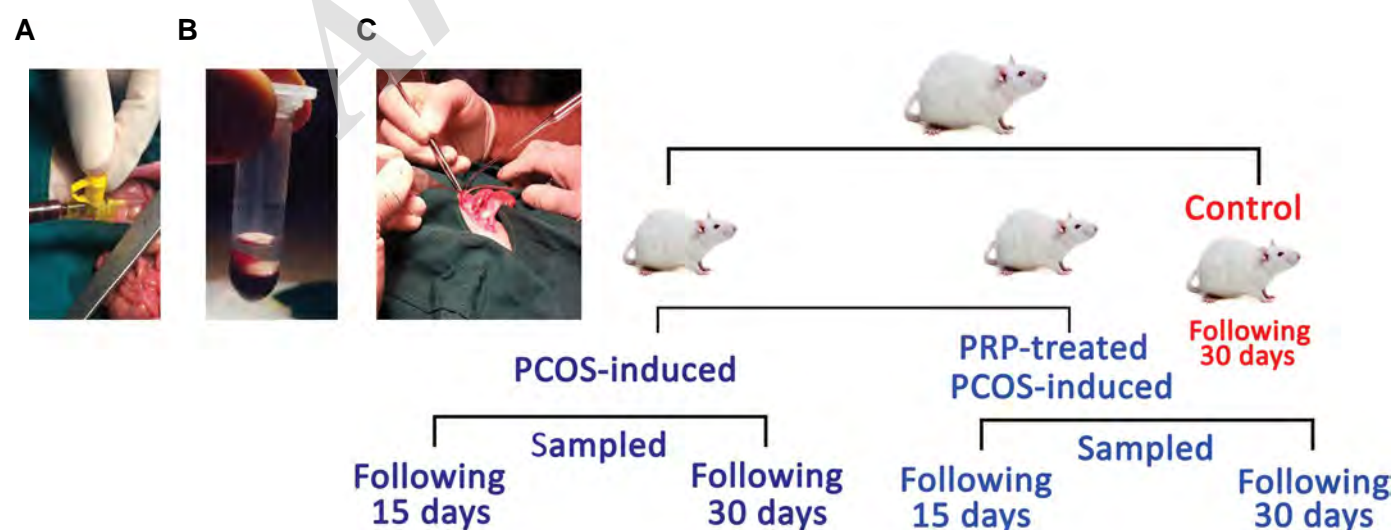 A
B
C
Control
Following
30 days
PRP-treated
PCOS-induced
PCOS-induced
Sampled
Sampled
Following
15 days
Following
30 days
Following
15 days
Following
30 days